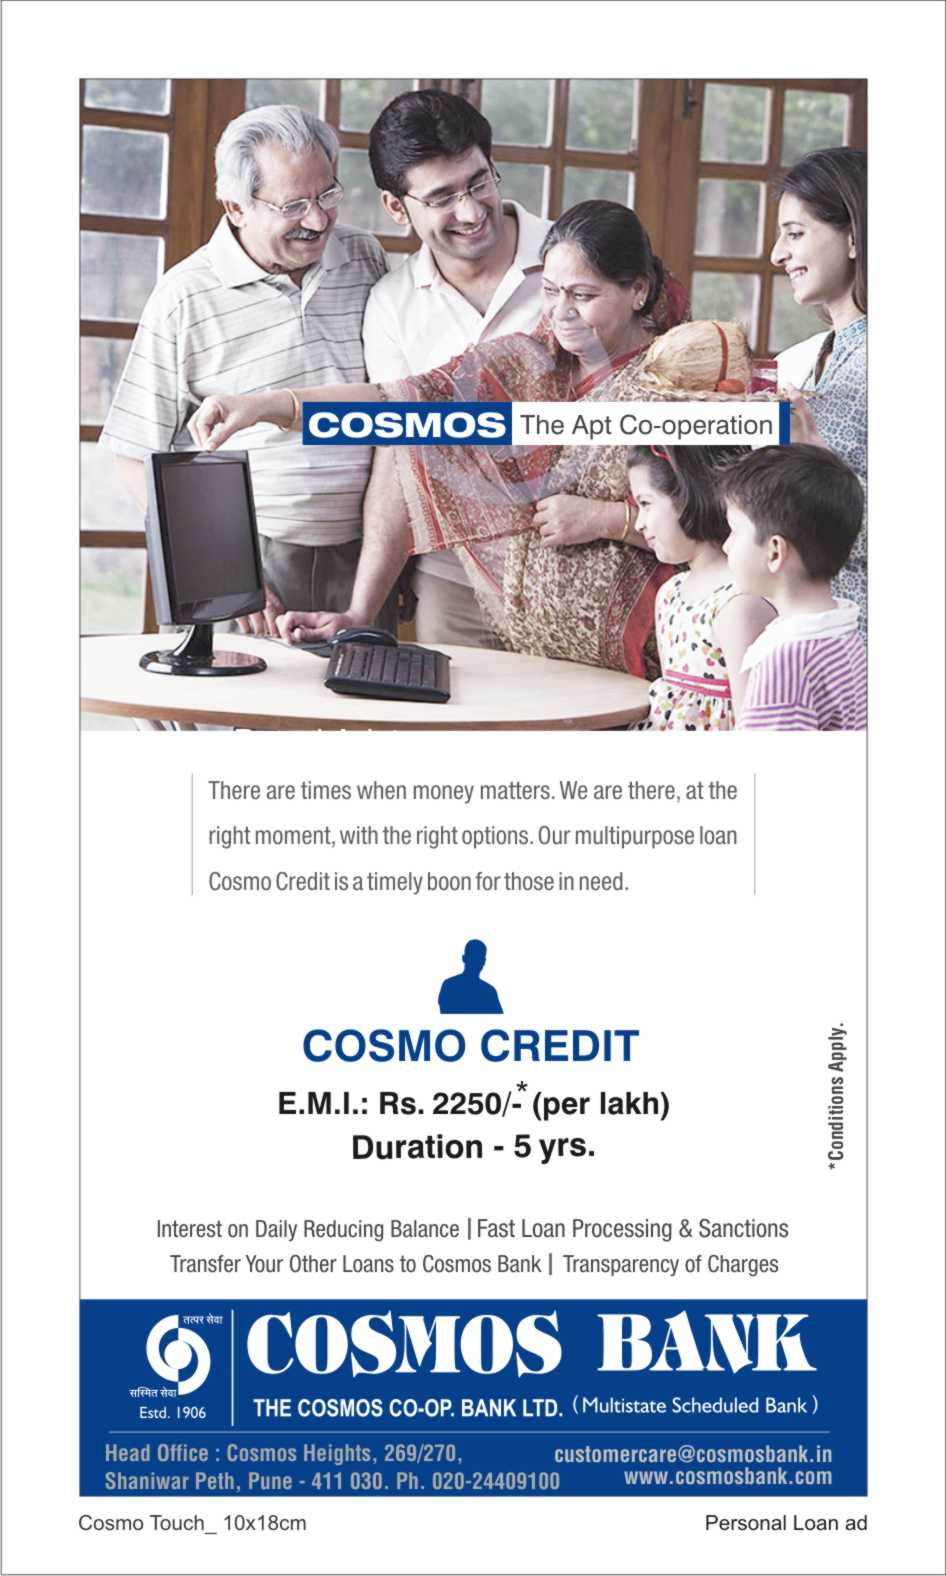 COSMOS The Apt Co-operation
There are times when money matters. We are there, at the
right moment, with the right options. Our multipurpose loan
Cosmo Credit is a timely boon for those in need.
COSMO CREDIT
E.M.I.: Rs. 2250/-* (per lakh)
Duration - 5 yrs.
*Conditions Apply.
Interest on Daily Reducing Balance | Fast Loan Processing & Sanctions
Transfer Your Other Loans to Cosmos Bank | Transparency of Charges
तत्पर सेवा
सस्मित सेवा
Estd. 1906
COSMOS BANK
THE COSMOS CO-OP. BANK LTD. (Multistate Scheduled Bank)
Head Office : Cosmos Heights, 269/270,
Shaniwar Peth, Pune - 411 030. Ph. 020-24409100
customercare@cosmosbank.in
www.cosmosbank.com
Cosmo Touch_ 10x18cm
Personal Loan ad